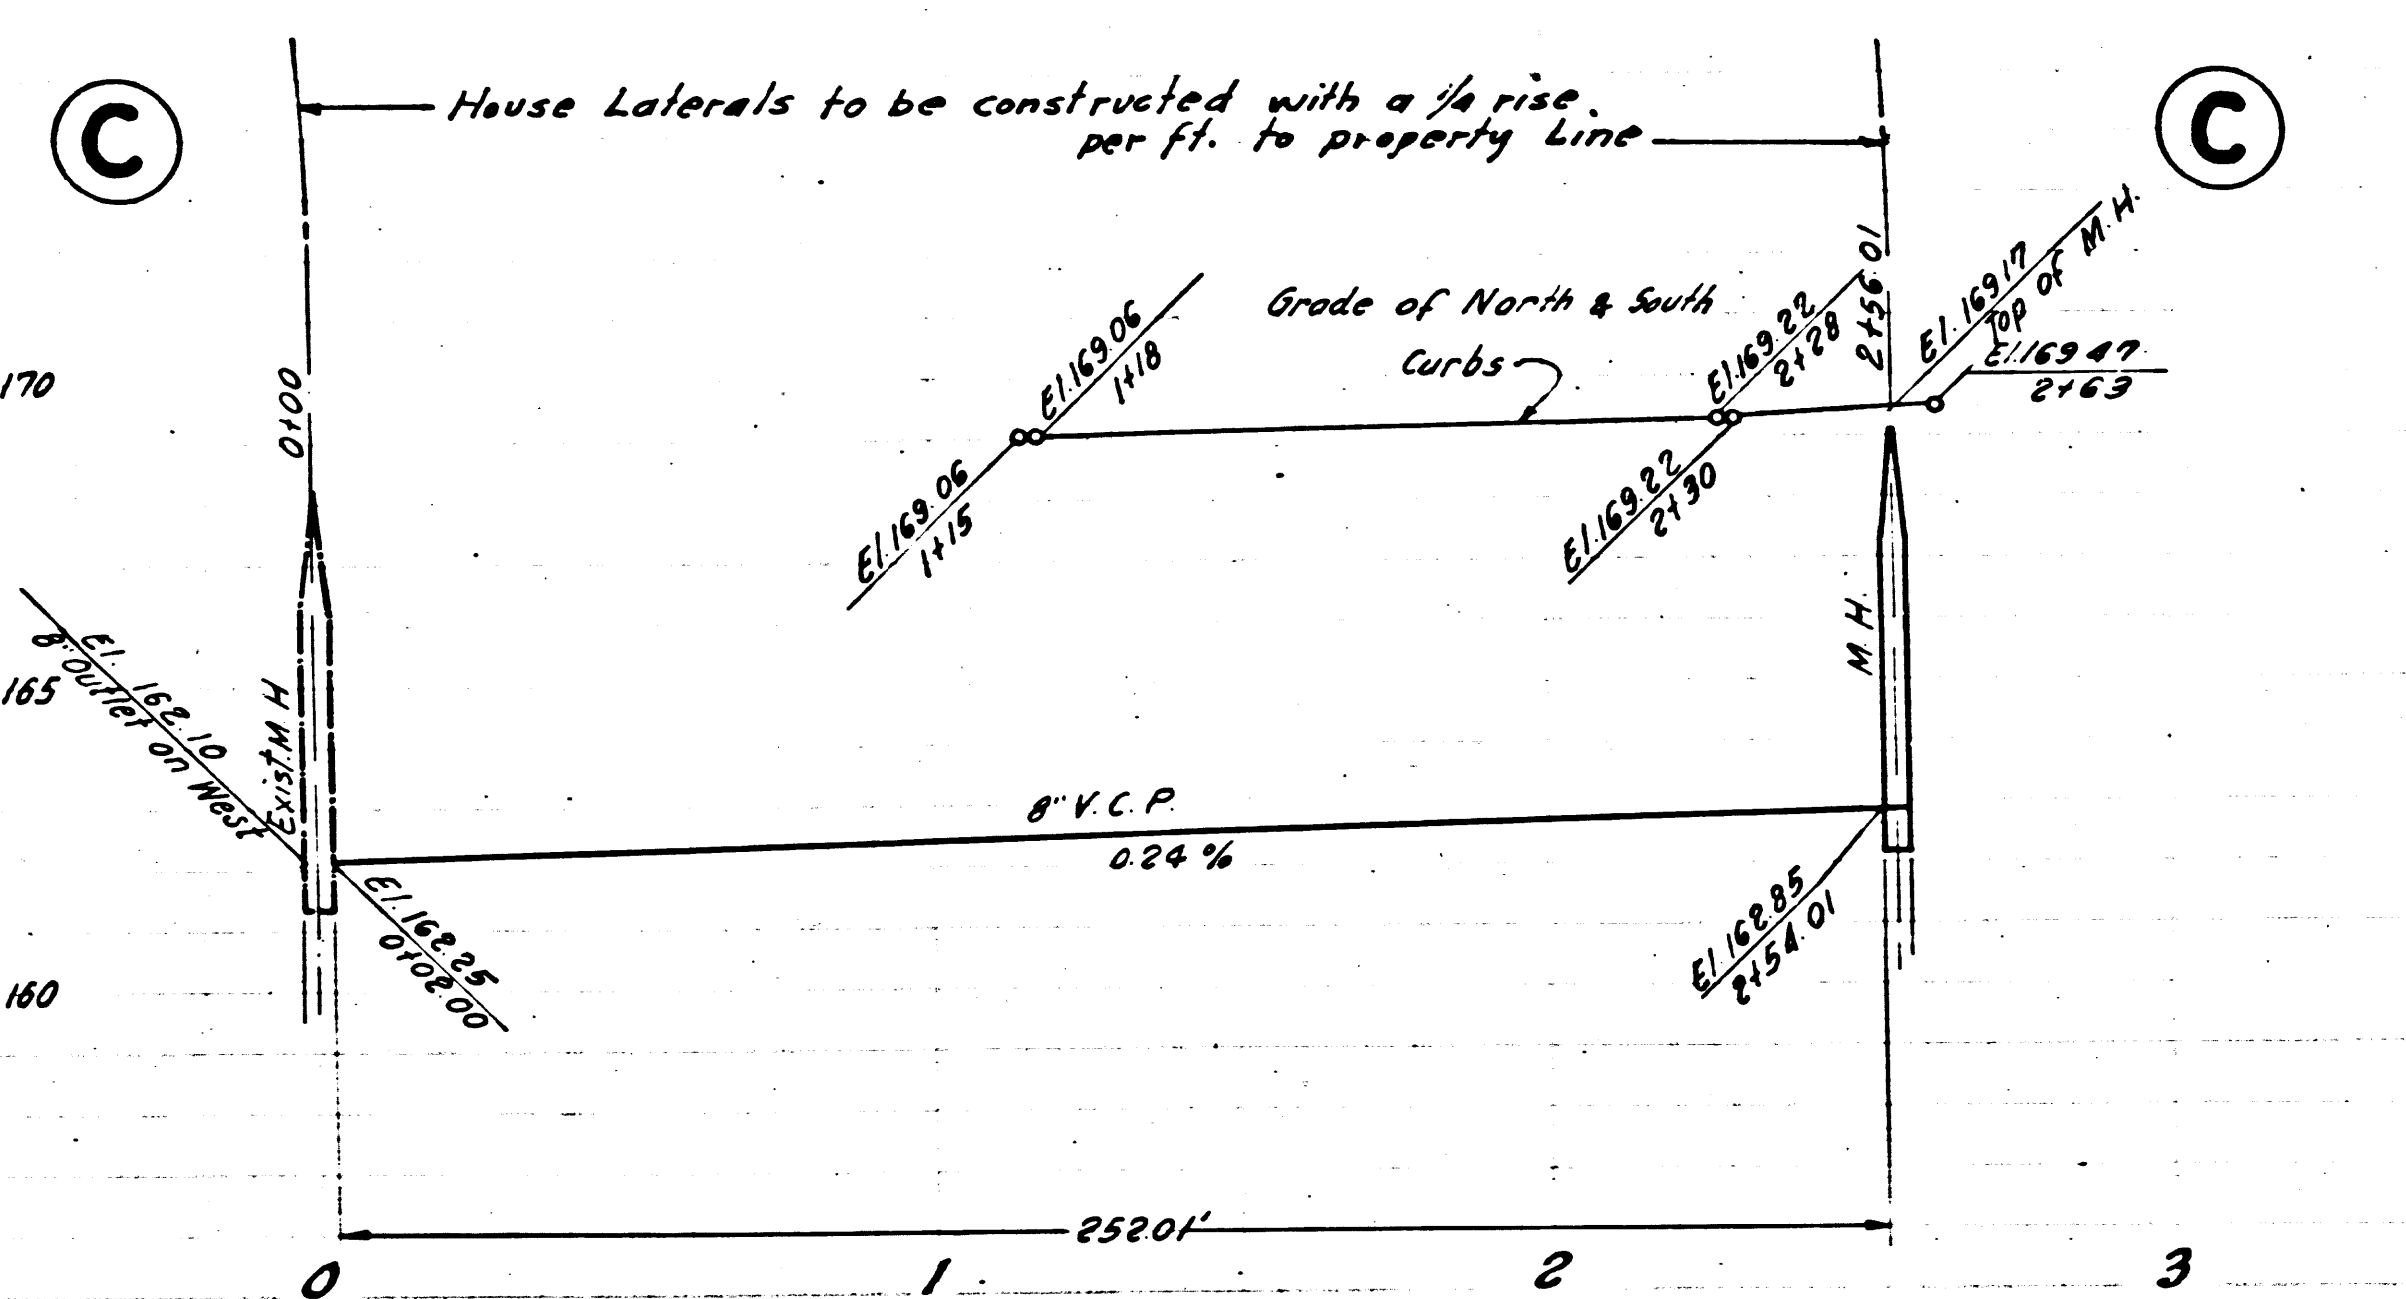 C
House Laterals to be constructed with a 1/4 rise.
per ft. to property Line
C
2+56.01
El. 169.17
Top of M.H.
El. 169.47
2+63
Grade of North & South
Curbs
El. 169.06
1+18
El. 169.22
2+28
170
0+00
El. 169.06
1+15
El. 169.22
2+30
165
El. 162.10
8" Outlet on West
Exist. M.H
M.H.
8" V.C.P.
0.24 %
El. 162.25
0+02.00
El. 162.85
2+54.01
160
252.01'
0
1
2
3